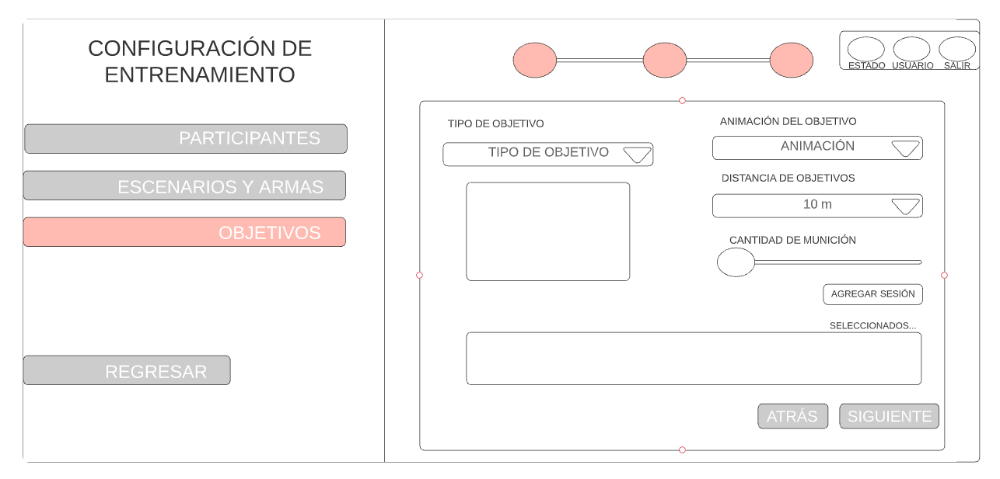 CONFIGURACIÓN DE
ENTRENAMIENTO
PARTICIPANTES
ESCENARIOS Y ARMAS
OBJETIVOS
REGRESAR
ESTADO USUARIO SALIR
TIPO DE OBJETIVO
TIPO DE OBJETIVO
ANIMACIÓN DEL OBJETIVO
ANIMACIÓN
DISTANCIA DE OBJETIVOS
10 m
CANTIDAD DE MUNICIÓN
AGREGAR SESIÓN
SELECCIONADOS...
ATRÁS SIGUIENTE